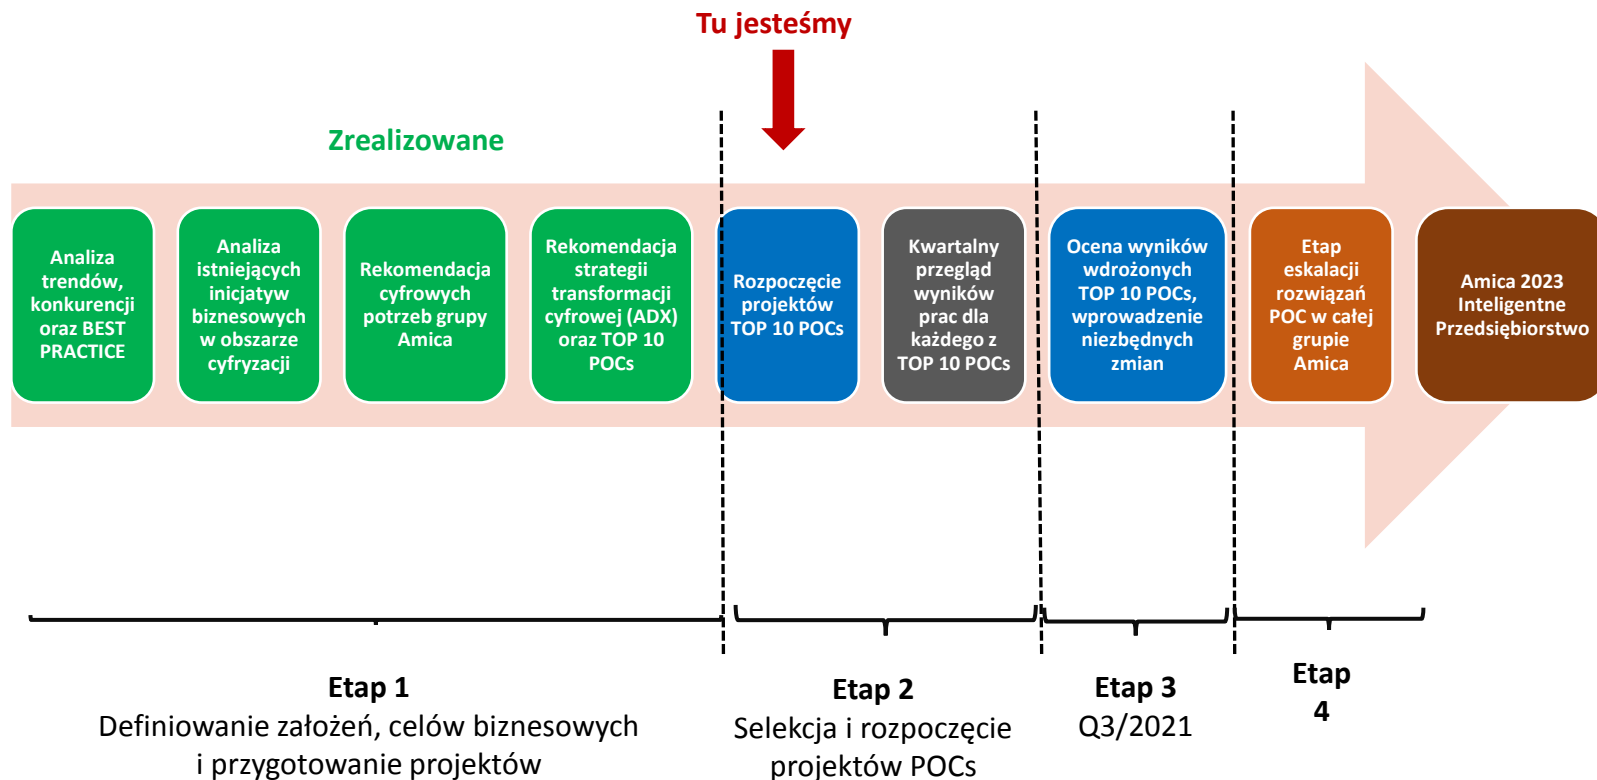 Tu jesteśmy
Zrealizowane
Analiza
trendów,
konkurencji
oraz BEST
PRACTICE
Analiza
istniejących
inicjatyw
biznesowych
w obszarze
cyfryzacji
Rekomendacja
cyfrowych
potrzeb grupy
Amica
Rekomendacja
strategii
transformacji
cyfrowej (ADX)
oraz TOP 10
POCs
Rozpoczęcie
projektów
TOP 10 POCs
Kwartalny
przegląd
wyników
prac dla
każdego z
TOP 10 POCs
Ocena wyników
wdrożonych
TOP 10 POCs,
wprowadzenie
niezbędnych
zmian
Etap
eskalacji
rozwiązań
POC w całej
grupie
Amica
Amica 2023
Inteligentne
Przedsiębiorstwo
Etap 1
Definiowanie założeń, celów biznesowych
i przygotowanie projektów
Etap 2
Selekcja i rozpoczęcie
projektów POCs
Etap 3
Q3/2021
Etap
4